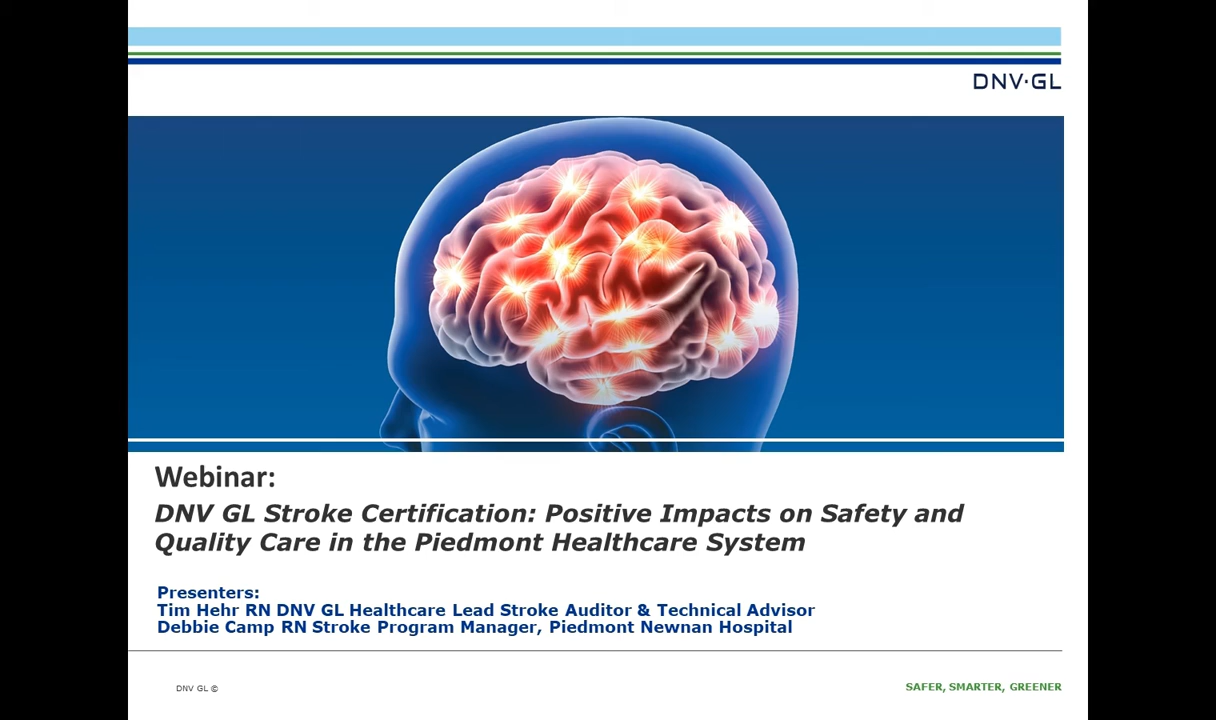 DNV·GL
Webinar:
DNV GL Stroke Certification: Positive Impacts on Safety and
Quality Care in the Piedmont Healthcare System
Presenters:
Tim Hehr RN DNV GL Healthcare Lead Stroke Auditor & Technical Advisor
Debbie Camp RN Stroke Program Manager, Piedmont Newnan Hospital
DNV GL ©
SAFER, SMARTER, GREENER